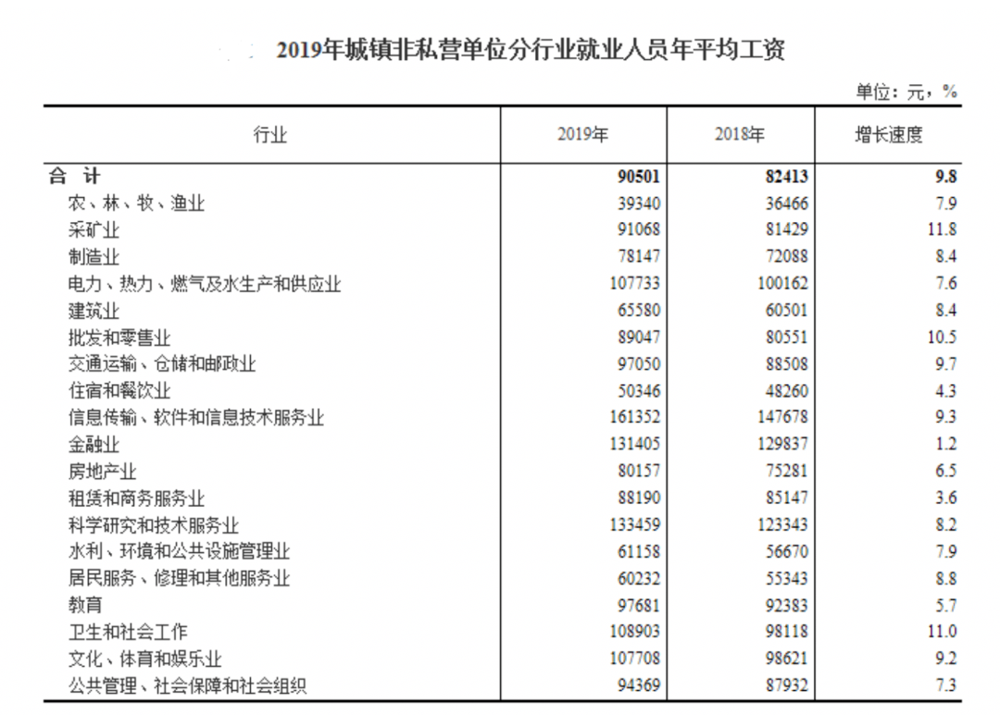 2019年城镇非私营单位分行业就业人员年平均工资
单位：元，%
行业 2019年 2018年 增长速度
合 计 90501 82413 9.8
农、林、牧、渔业 39340 36466 7.9
采矿业 91068 81429 11.8
制造业 78147 72088 8.4
电力、热力、燃气及水生产和供应业 107733 100162 7.6
建筑业 65580 60501 8.4
批发和零售业 89047 80551 10.5
交通运输、仓储和邮政业 97050 88508 9.7
住宿和餐饮业 50346 48260 4.3
信息传输、软件和信息技术服务业 161352 147678 9.3
金融业 131405 129837 1.2
房地产业 80157 75281 6.5
租赁和商务服务业 88190 85147 3.6
科学研究和技术服务业 133459 123343 8.2
水利、环境和公共设施管理业 61158 56670 7.9
居民服务、修理和其他服务业 60232 55343 8.8
教育 97681 92383 5.7
卫生和社会工作 108903 98118 11.0
文化、体育和娱乐业 107708 98621 9.2
公共管理、社会保障和社会组织 94369 87932 7.3